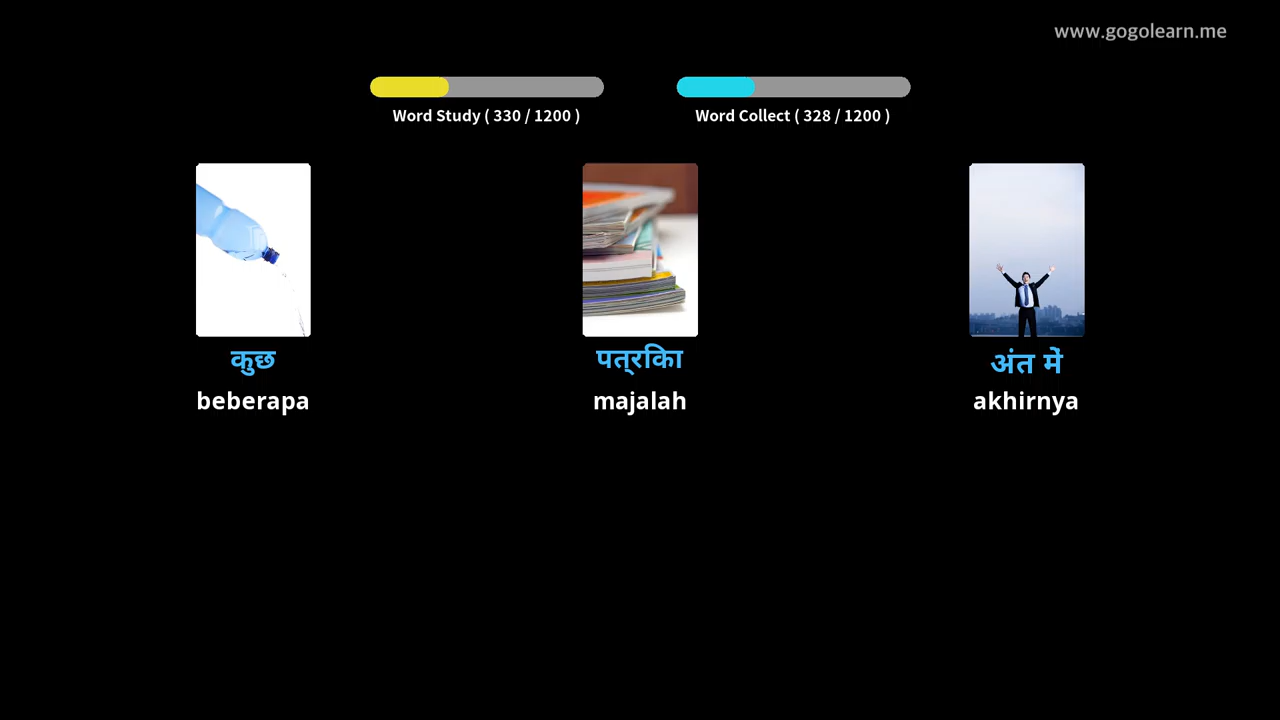 www.gogolearn.me
Word Study ( 330 / 1200 )
Word Collect ( 328 / 1200 )
कुछ
पत्रिका
अंत में
beberapa
majalah
akhirnya